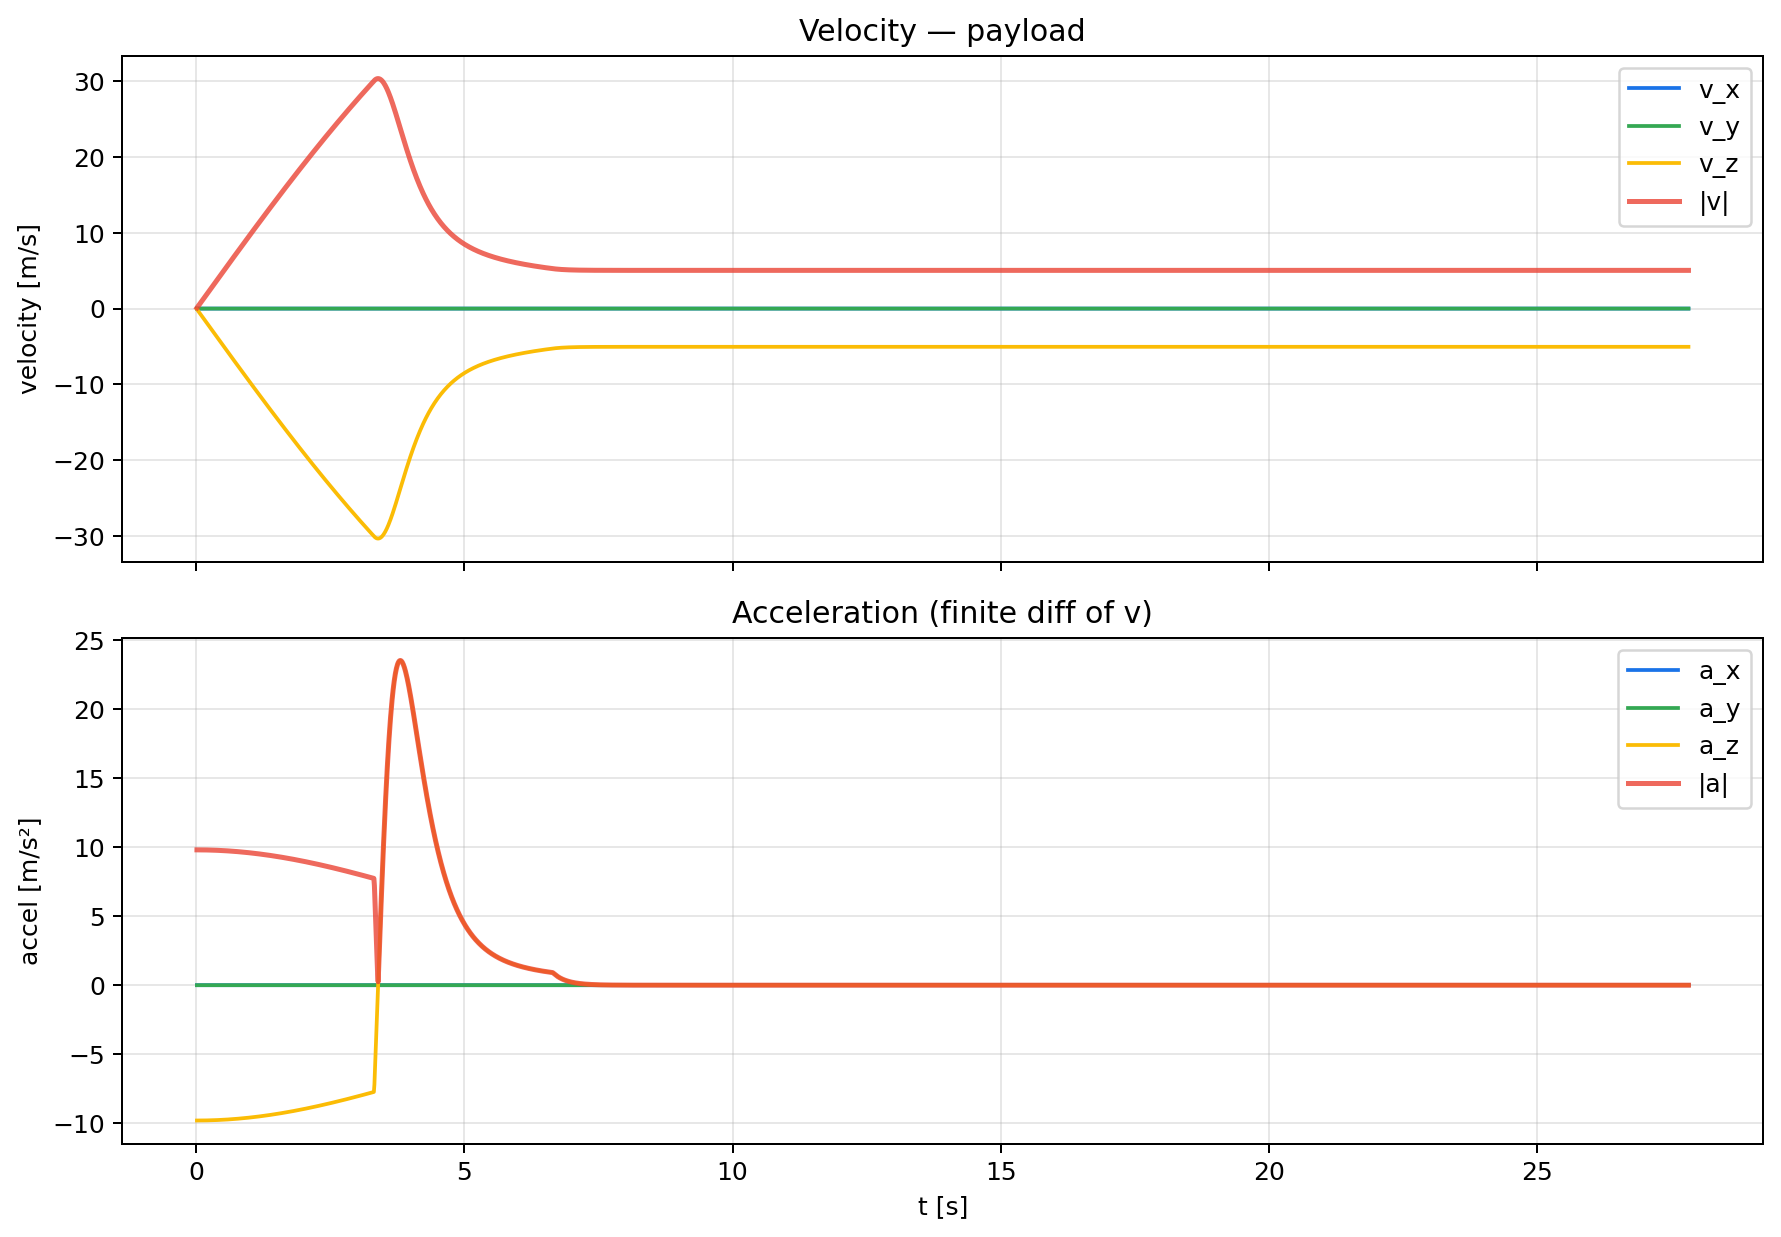 Velocity — payload
velocity [m/s]
30
20
10
0
−10
−20
−30
v_x
v_y
v_z
|v|
Acceleration (finite diff of v)
accel [m/s²]
25
20
15
10
5
0
−5
−10
a_x
a_y
a_z
|a|
0 5 10 15 20 25
t [s]